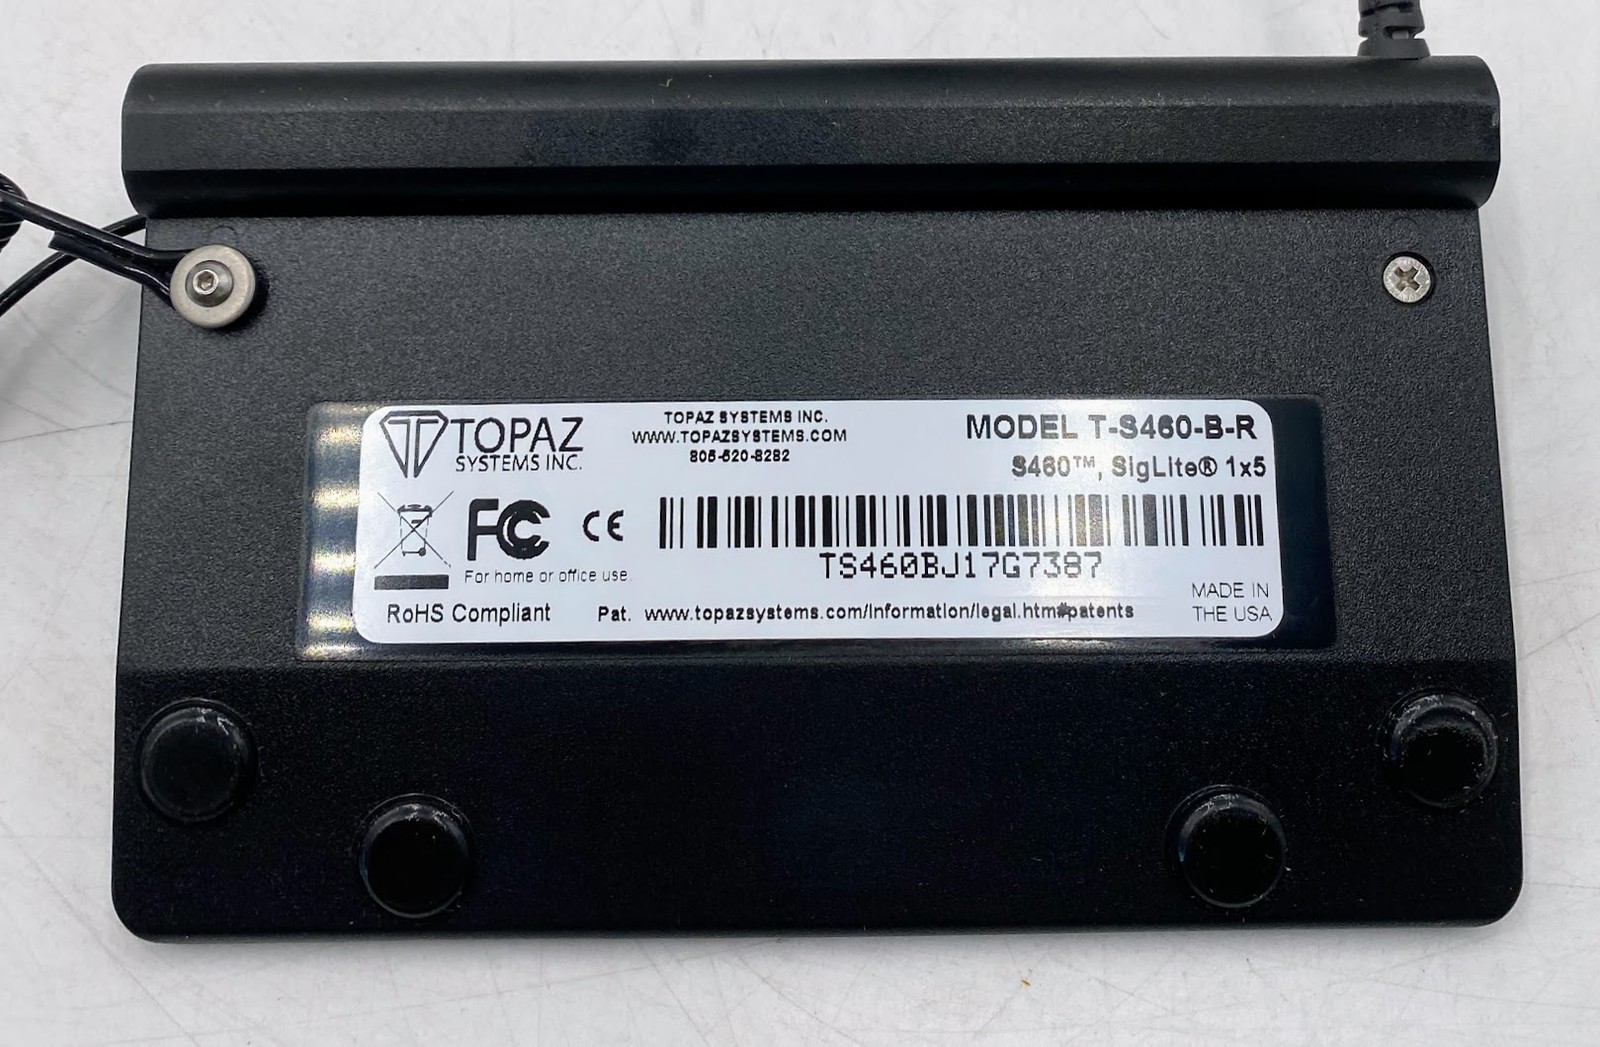 TOPAZ
SYSTEMS INC.
TOPAZ SYSTEMS INC.
WWW.TOPAZSYSTEMS.COM
805-520-8282
MODEL T-S460-B-R
S460™, SigLite® 1x5
FC
CE
For home or office use.
TS460BJ17G7387
RoHS Compliant
Pat. www.topazsystems.com/information/legal.htm#patents
MADE IN
THE USA